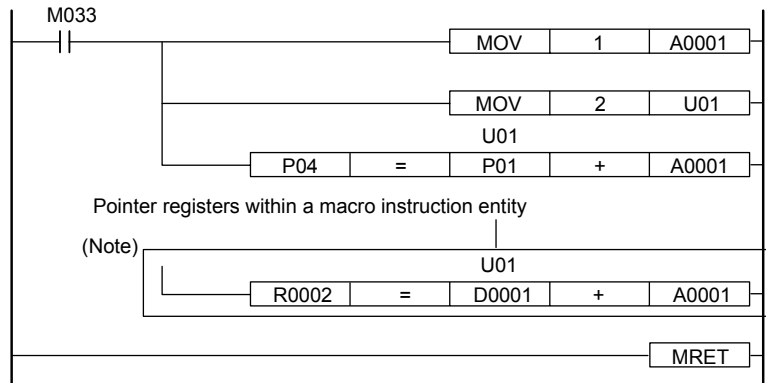 M033
MOV 1 A0001
MOV 2 U01
U01
P04 = P01 + A0001
Pointer registers within a macro instruction entity
(Note)
U01
R0002 = D0001 + A0001
MRET